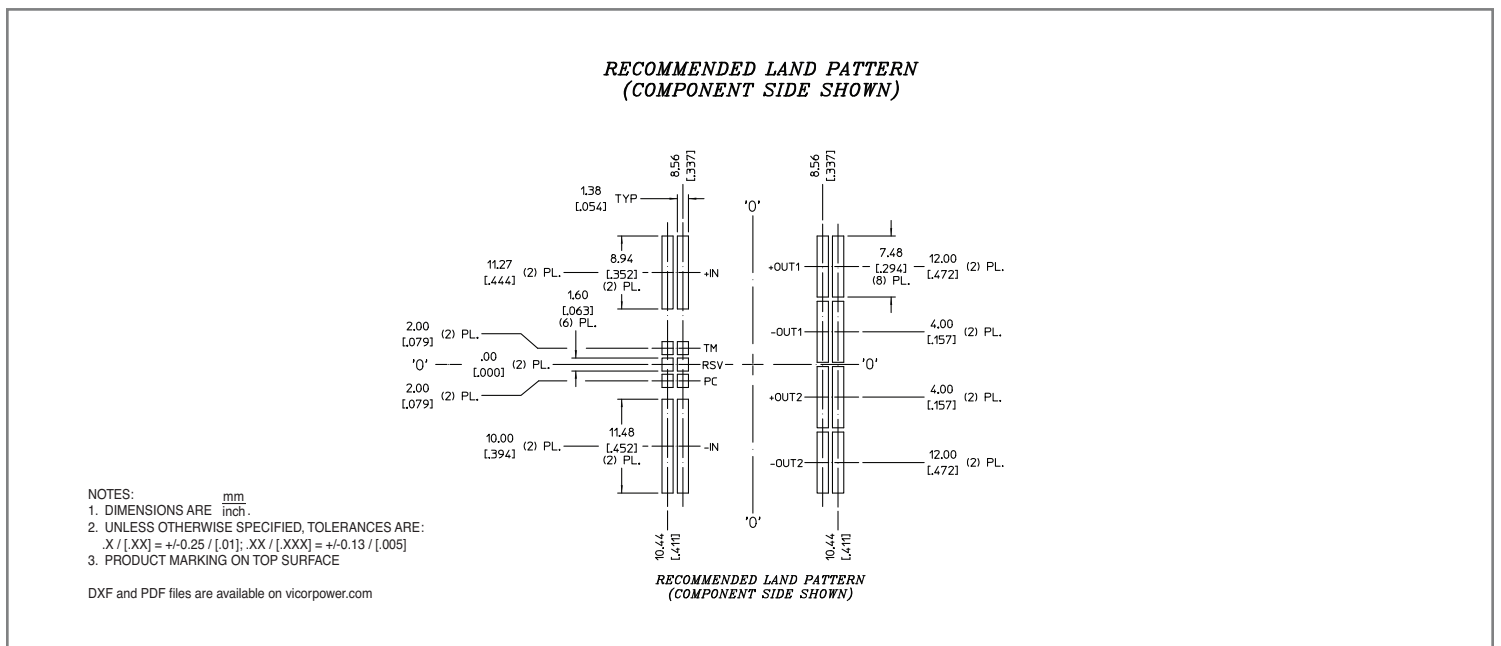 RECOMMENDED LAND PATTERN
(COMPONENT SIDE SHOWN)
8.56
[.337]
8.56
[.337]
1.38
[.054]
TYP
'0'
11.27
[.444]
(2) PL.
8.94
[.352]
(2) PL.
+IN
+OUT1
7.48
[.294]
(8) PL.
12.00
[.472]
(2) PL.
1.60
[.063]
(6) PL.
2.00
[.079]
(2) PL.
TM
-OUT1
4.00
[.157]
(2) PL.
'0'
.00
[.000]
(2) PL.
RSV
'0'
2.00
[.079]
(2) PL.
PC
+OUT2
4.00
[.157]
(2) PL.
10.00
[.394]
(2) PL.
11.48
[.452]
(2) PL.
-IN
-OUT2
12.00
[.472]
(2) PL.
'0'
10.44
[.411]
10.44
[.411]
RECOMMENDED LAND PATTERN
(COMPONENT SIDE SHOWN)
NOTES:
1. DIMENSIONS ARE mm
inch.
2. UNLESS OTHERWISE SPECIFIED, TOLERANCES ARE:
.X / [.XX] = +/-0.25 / [.01]; .XX / [.XXX] = +/-0.13 / [.005]
3. PRODUCT MARKING ON TOP SURFACE
DXF and PDF files are available on vicorpower.com